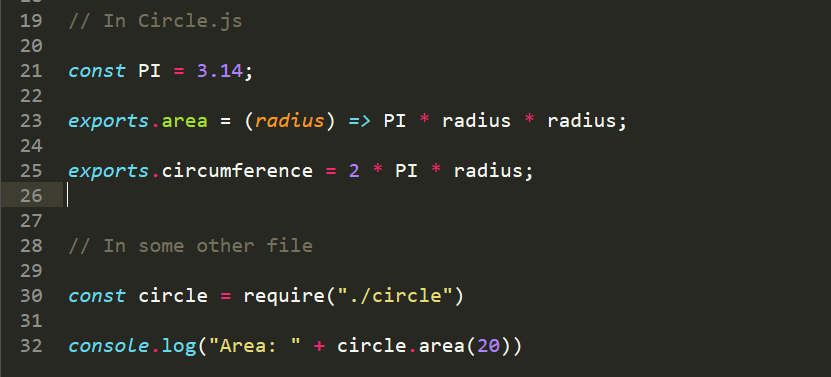 19 // In Circle.js
20
21 const PI = 3.14;
22
23 exports.area = (radius) => PI * radius * radius;
24
25 exports.circumference = 2 * PI * radius;
26
27
28 // In some other file
29
30 const circle = require("./circle")
31
32 console.log("Area: " + circle.area(20))